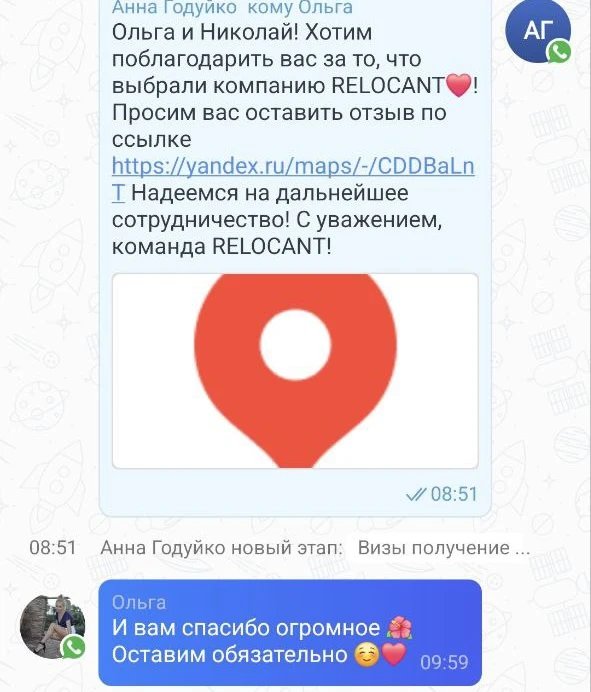 Анна Годуйко кому Ольга
Ольга и Николай! Хотим
поблагодарить вас за то, что
выбрали компанию RELOCANT❤️!
Просим вас оставить отзыв по
ссылке
https://yandex.ru/maps/-/CDDBaLn
T Надеемся на дальнейшее
сотрудничество! С уважением,
команда RELOCANT!
08:51
АГ
08:51 Анна Годуйко новый этап: Визы получение ...
Ольга
И вам спасибо огромное 🌺
Оставим обязательно ☺️❤️
09:59